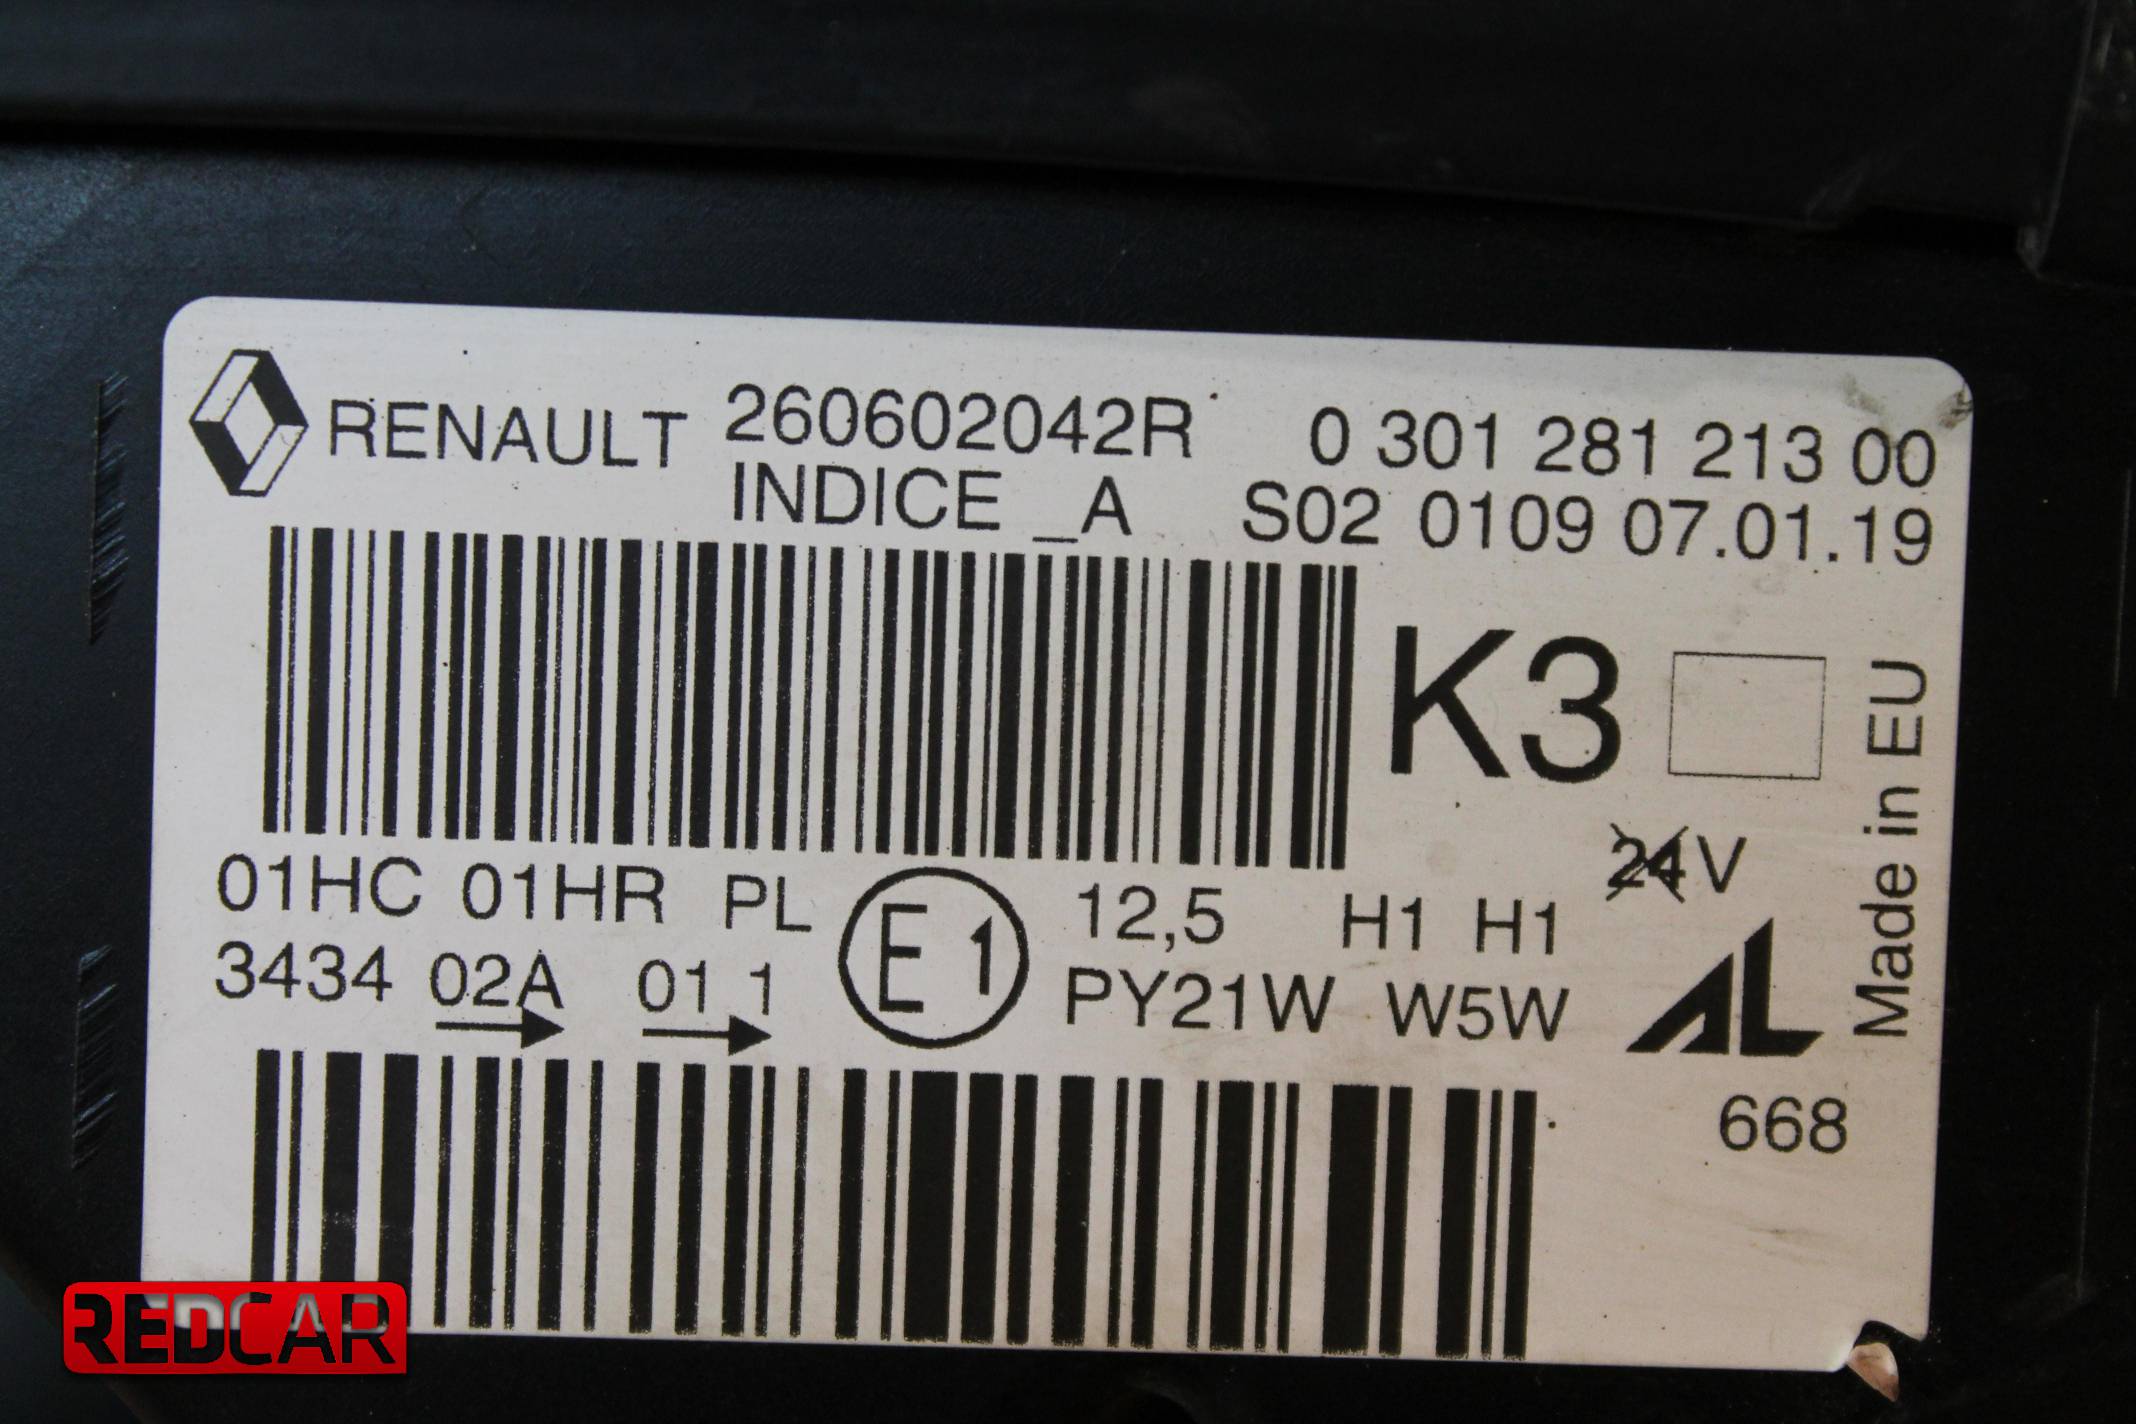 RENAULT 260602042R 0 301 281 213 00
INDICE _A S02 0109 07.01.19
K3
Made in EU
24V
01HC 01HR PL E1 12,5 H1 H1
3434 02A 01 1 PY21W W5W
AL
668
REDCAR